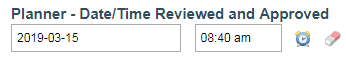 Planner - Date/Time Reviewed and Approved
2019-03-15 08:40 am